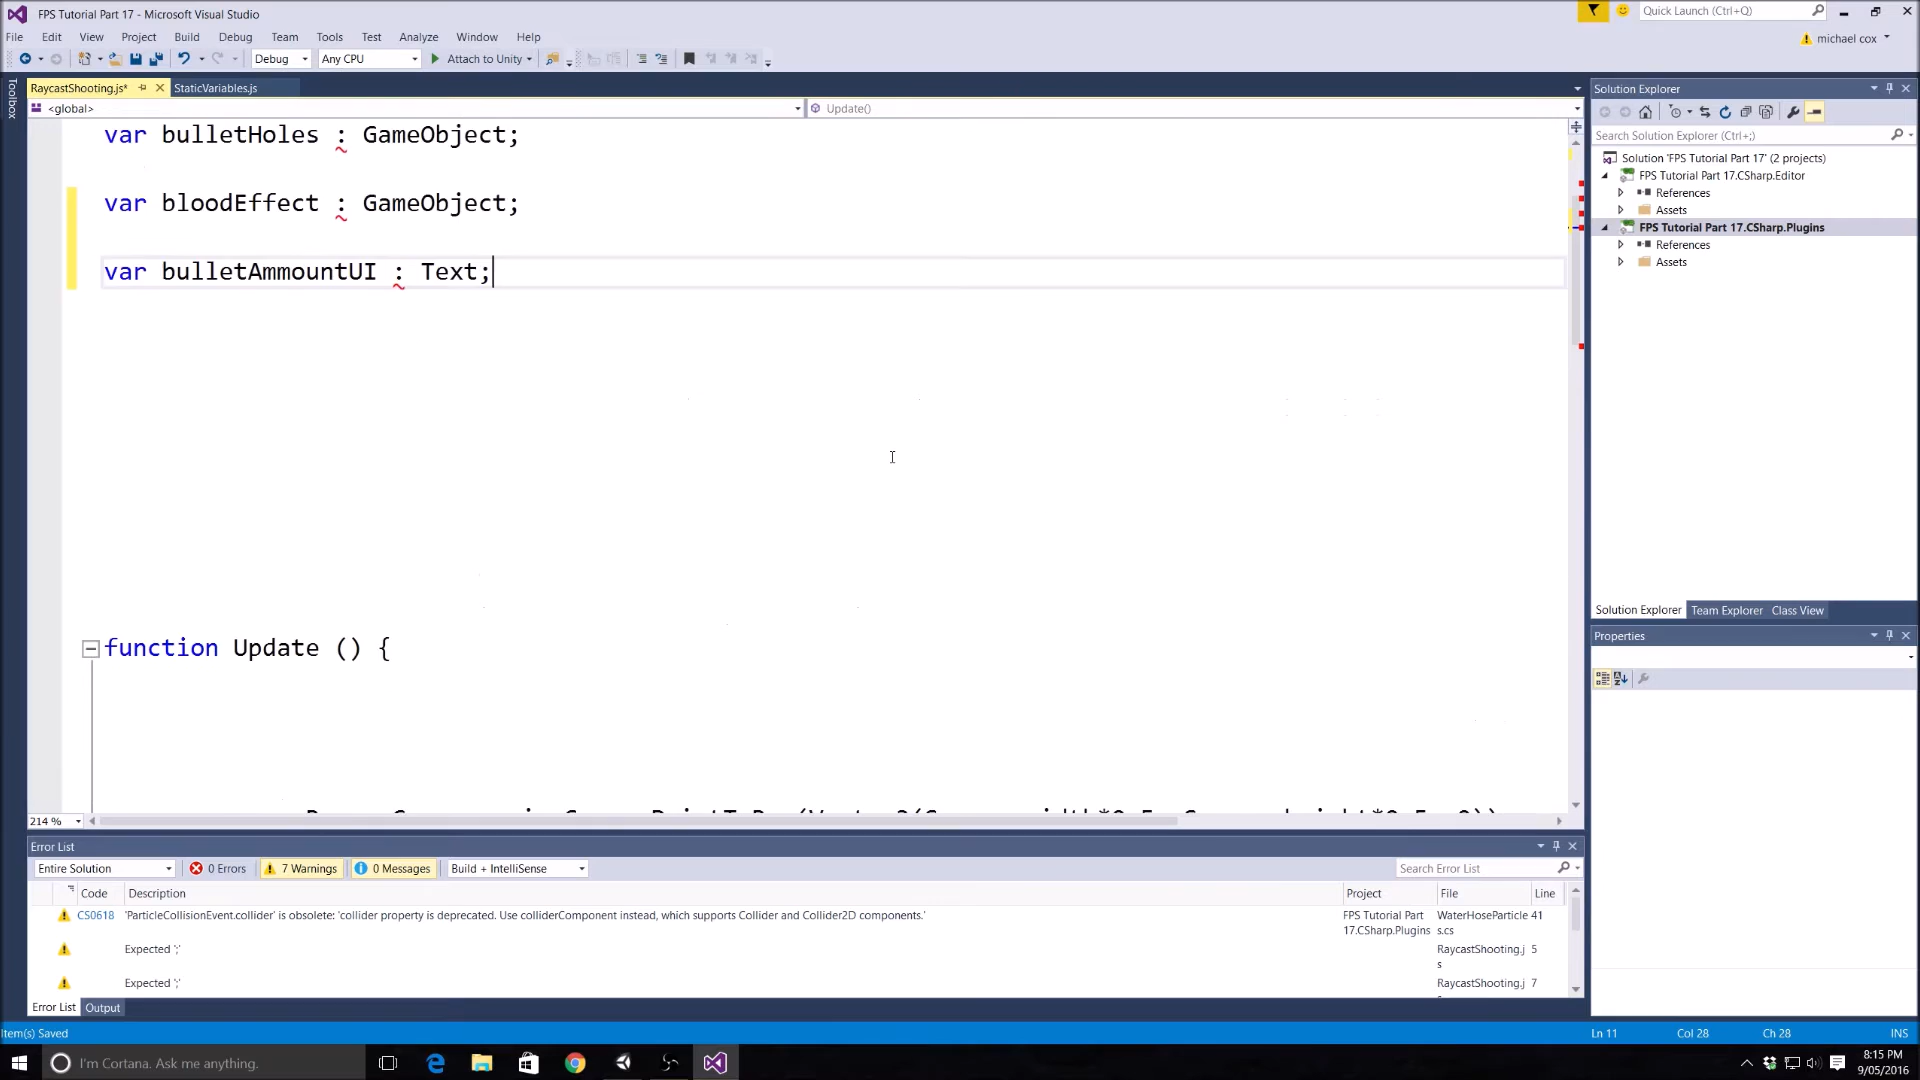 FPS Tutorial Part 17 - Microsoft Visual Studio
Quick Launch (Ctrl+Q)
File Edit View Project Build Debug Team Tools Test Analyze Window Help
michael cox
Debug Any CPU Attach to Unity
RaycastShooting.js* StaticVariables.js
Toolbox
<global> Update()
var bulletHoles : GameObject;
var bloodEffect : GameObject;
var bulletAmmountUI : Text;
function Update () {
214 %
Solution Explorer
Search Solution Explorer (Ctrl+;)
Solution 'FPS Tutorial Part 17' (2 projects)
FPS Tutorial Part 17.CSharp.Editor
References
Assets
FPS Tutorial Part 17.CSharp.Plugins
References
Assets
Solution Explorer Team Explorer Class View
Properties
Error List
Entire Solution 0 Errors 7 Warnings 0 Messages Build + IntelliSense Search Error List
Code Description Project File Line
CS0618 'ParticleCollisionEvent.collider' is obsolete: 'collider property is deprecated. Use colliderComponent instead, which supports Collider and Collider2D components.' FPS Tutorial Part WaterHoseParticle 41
17.CSharp.Plugins s.cs
Expected ';' RaycastShooting.j 5
s
Expected ';' RaycastShooting.j 7
Error List Output
Item(s) Saved Ln 11 Col 28 Ch 28 INS
I'm Cortana. Ask me anything.
8:15 PM
9/05/2016